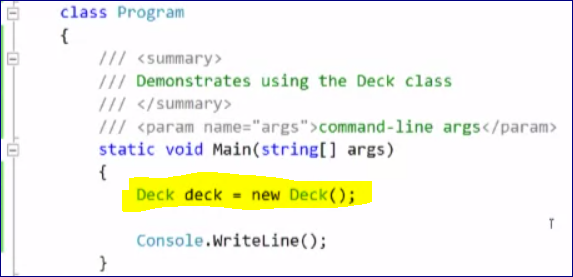 class Program
{
/// <summary>
/// Demonstrates using the Deck class
/// </summary>
/// <param name="args">command-line args</param>
static void Main(string[] args)
{
Deck deck = new Deck();
Console.WriteLine();
}